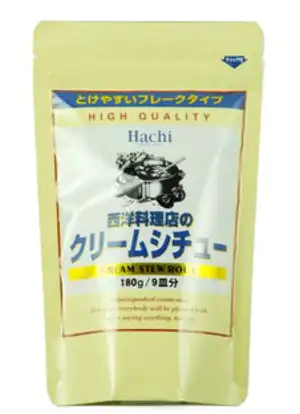 とけやすいフレークタイプ
HIGH QUALITY
Hachi
西洋料理店の
クリームシチュー
CREAM STEW ROUX
180g/9皿分